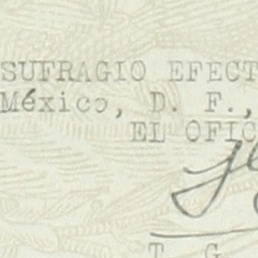 SUFRAGIO EFECT
México, D. F.,
EL OFIC
T. G.